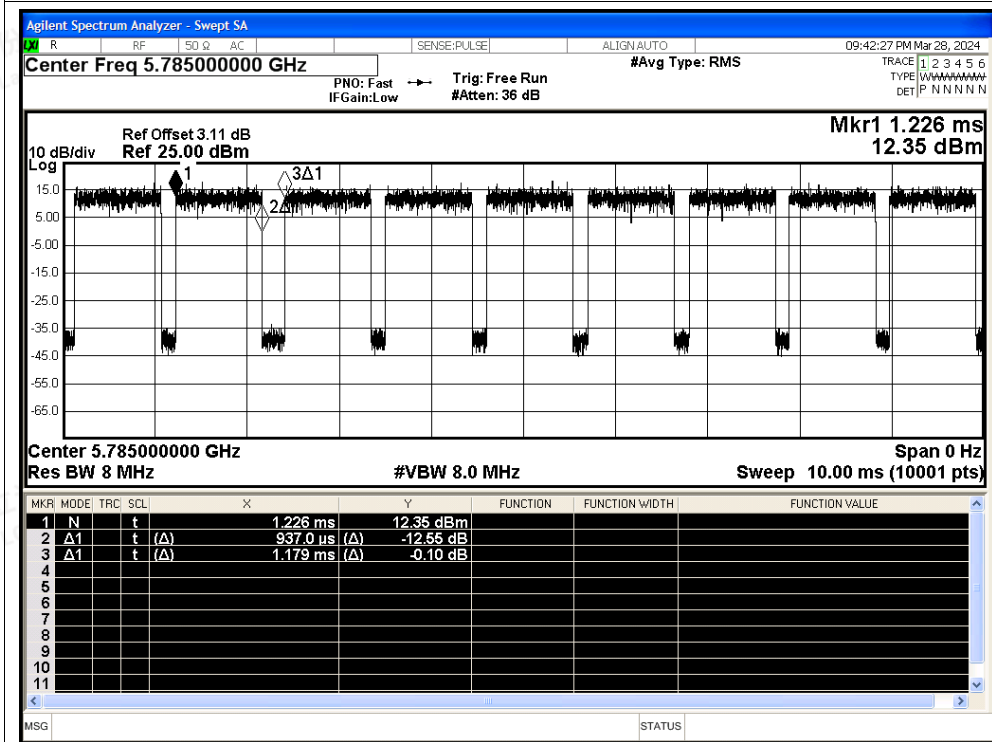 Agilent Spectrum Analyzer - Swept SA
LXI R RF 50 Ω AC SENSE:PULSE ALIGN AUTO 09:42:27 PM Mar 28, 2024
Center Freq 5.785000000 GHz
#Avg Type: RMS
TRACE 1 2 3 4 5 6
PNO: Fast Trig: Free Run
TYPE WWWWWW
IFGain:Low #Atten: 36 dB
DET P N N N N N
Mkr1 1.226 ms
Ref Offset 3.11 dB
10 dB/div Ref 25.00 dBm 12.35 dBm
Log
1
3Δ1
15.0
2Δ
5.00
-5.00
-15.0
-25.0
-35.0
-45.0
-55.0
-65.0
Center 5.785000000 GHz Span 0 Hz
Res BW 8 MHz #VBW 8.0 MHz Sweep 10.00 ms (10001 pts)
MKR MODE TRC SCL X Y FUNCTION FUNCTION WIDTH FUNCTION VALUE
1 N t 1.226 ms 12.35 dBm
2 Δ1 t (Δ) 937.0 µs (Δ) -12.55 dB
3 Δ1 t (Δ) 1.179 ms (Δ) -0.10 dB
4
5
6
7
8
9
10
11
MSG STATUS